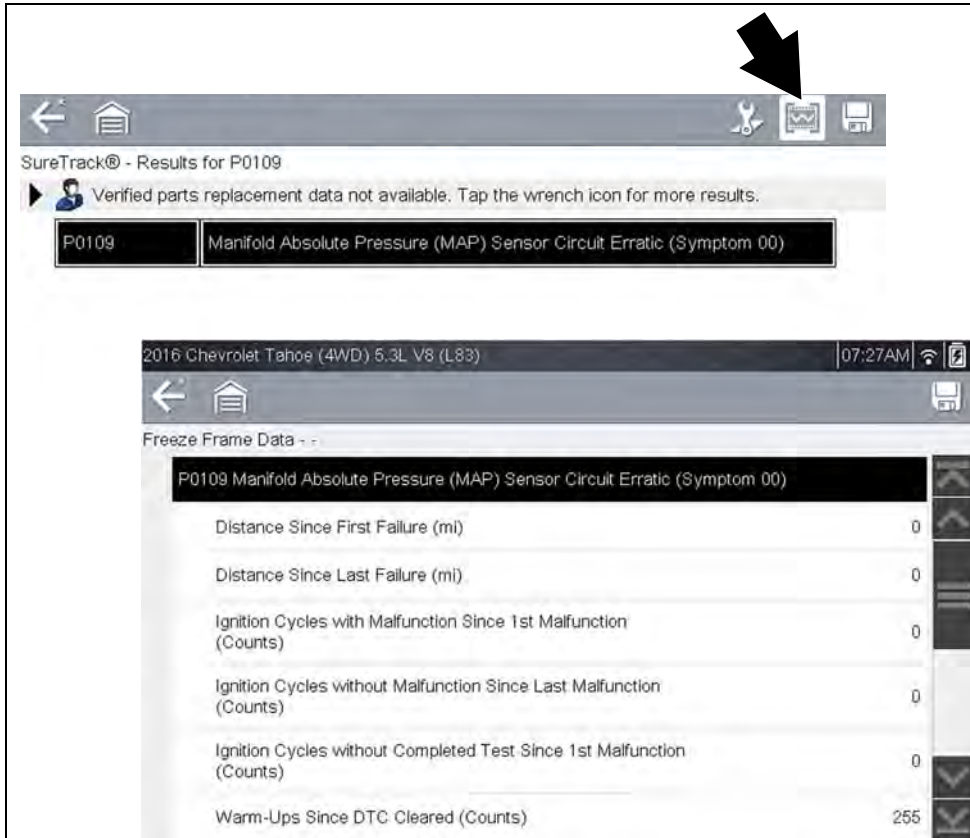 SureTrack® - Results for P0109
Verified parts replacement data not available. Tap the wrench icon for more results.
P0109 Manifold Absolute Pressure (MAP) Sensor Circuit Erratic (Symptom 00)
2016 Chevrolet Tahoe (4WD) 5.3L V8 (L83) 07:27AM
Freeze Frame Data - -
P0109 Manifold Absolute Pressure (MAP) Sensor Circuit Erratic (Symptom 00)
Distance Since First Failure (mi) 0
Distance Since Last Failure (mi) 0
Ignition Cycles with Malfunction Since 1st Malfunction
(Counts) 0
Ignition Cycles without Malfunction Since Last Malfunction
(Counts) 0
Ignition Cycles without Completed Test Since 1st Malfunction
(Counts) 0
Warm-Ups Since DTC Cleared (Counts) 255